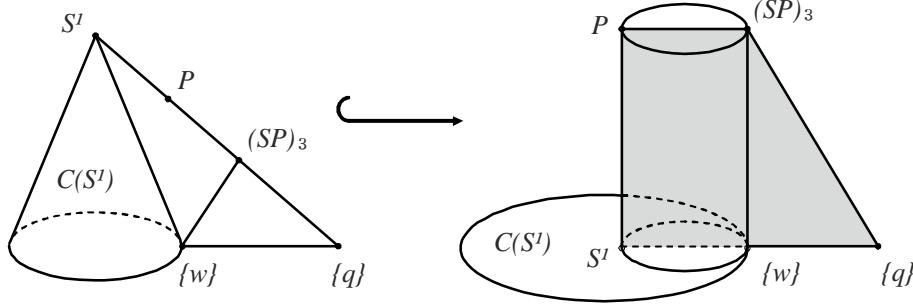 S¹
P
(SP)₃
C(S¹)
{w}
{q}
P
(SP)₃
C(S¹)
S¹
{w}
{q}